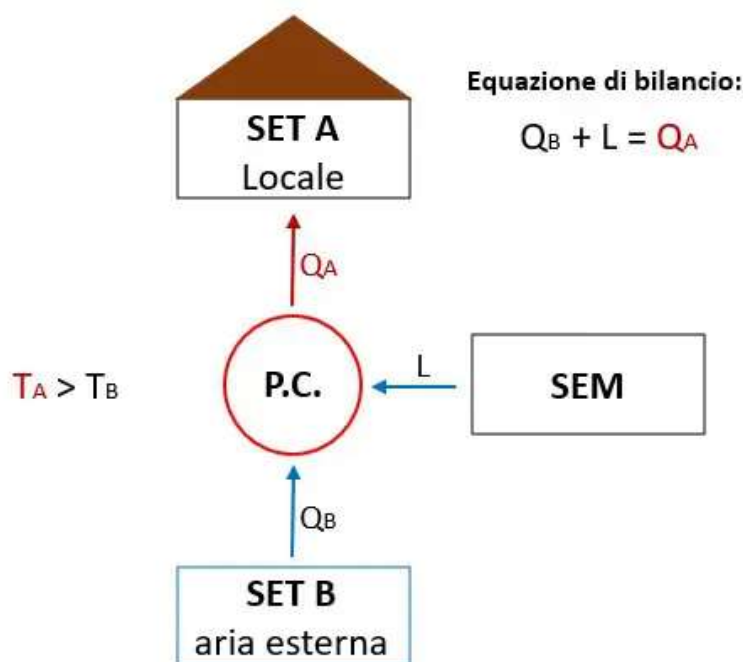 Equazione di bilancio:
QB + L = QA
SET A
Locale
QA
TA > TB
P.C.
L
SEM
QB
SET B
aria esterna